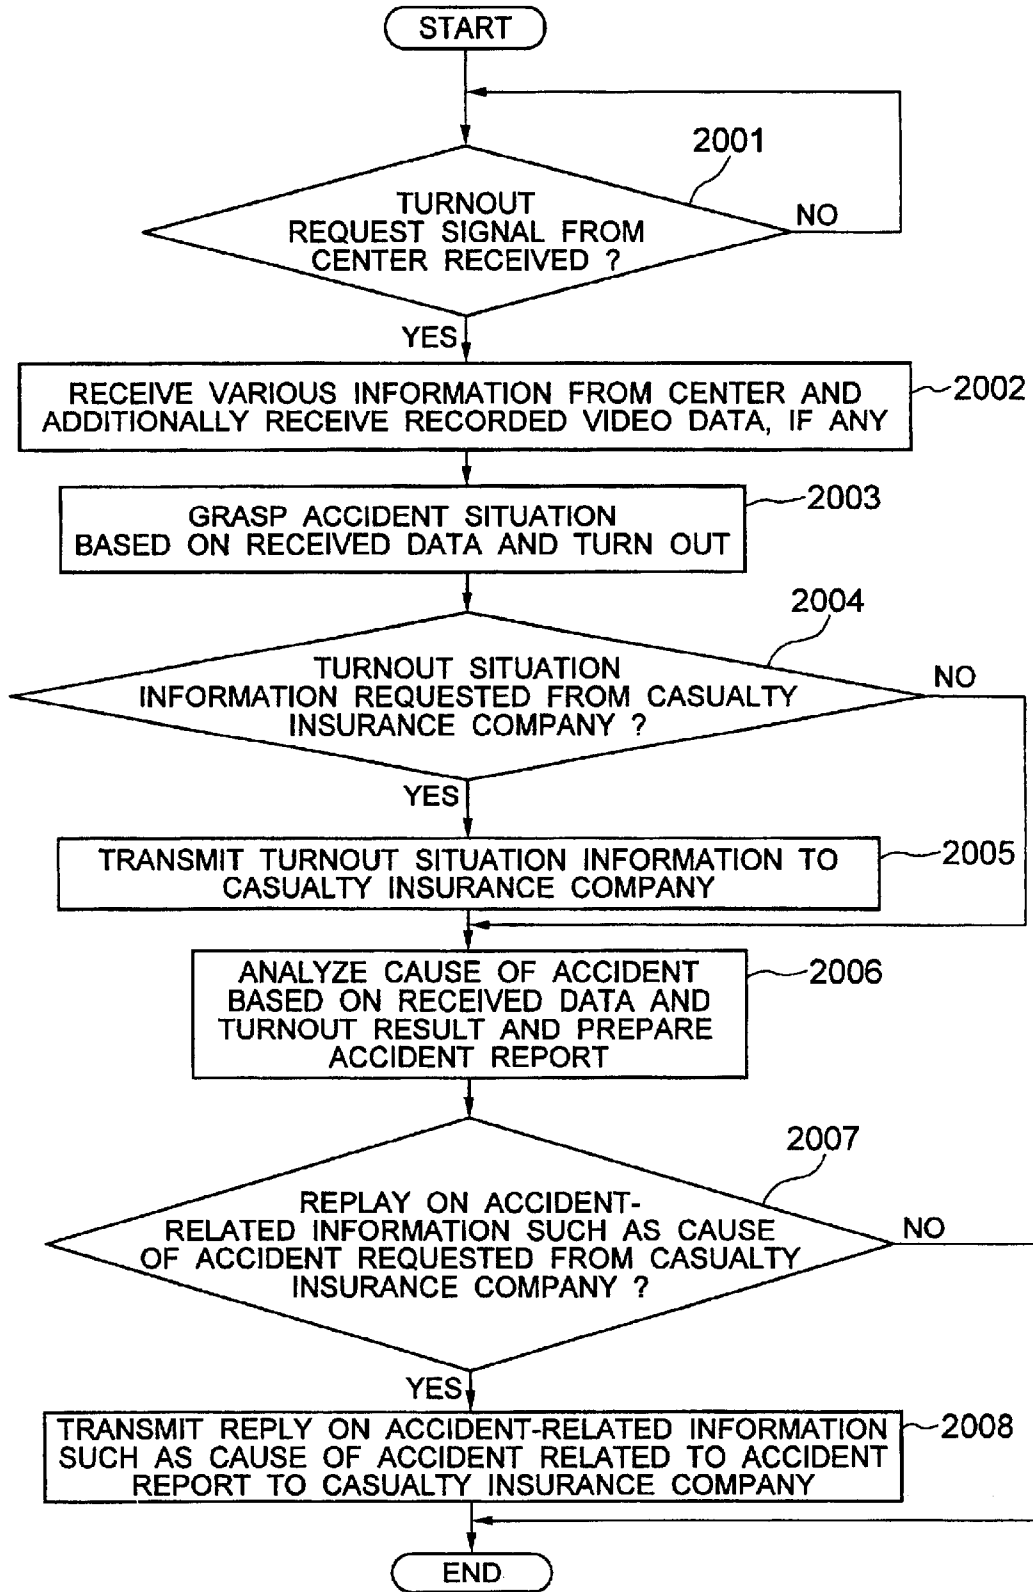 START
2001
TURNOUT
REQUEST SIGNAL FROM
CENTER RECEIVED ?
NO
YES
RECEIVE VARIOUS INFORMATION FROM CENTER AND
ADDITIONALLY RECEIVE RECORDED VIDEO DATA, IF ANY
2002
GRASP ACCIDENT SITUATION
BASED ON RECEIVED DATA AND TURN OUT
2003
2004
TURNOUT SITUATION
INFORMATION REQUESTED FROM CASUALTY
INSURANCE COMPANY ?
NO
YES
TRANSMIT TURNOUT SITUATION INFORMATION TO
CASUALTY INSURANCE COMPANY
2005
ANALYZE CAUSE OF ACCIDENT
BASED ON RECEIVED DATA AND
TURNOUT RESULT AND PREPARE
ACCIDENT REPORT
2006
2007
REPLAY ON ACCIDENT-
RELATED INFORMATION SUCH AS CAUSE
OF ACCIDENT REQUESTED FROM CASUALTY
INSURANCE COMPANY ?
NO
YES
TRANSMIT REPLY ON ACCIDENT-RELATED INFORMATION
SUCH AS CAUSE OF ACCIDENT RELATED TO ACCIDENT
REPORT TO CASUALTY INSURANCE COMPANY
2008
END